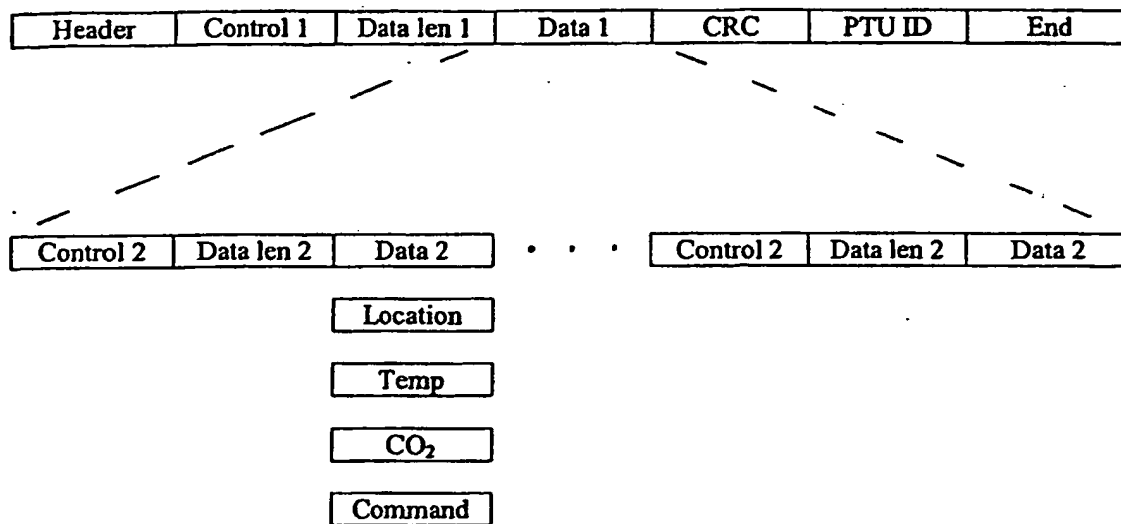 Header Control 1 Data len 1 Data 1 CRC PTU ID End
Control 2 Data len 2 Data 2 . . . Control 2 Data len 2 Data 2
Location
Temp
CO₂
Command